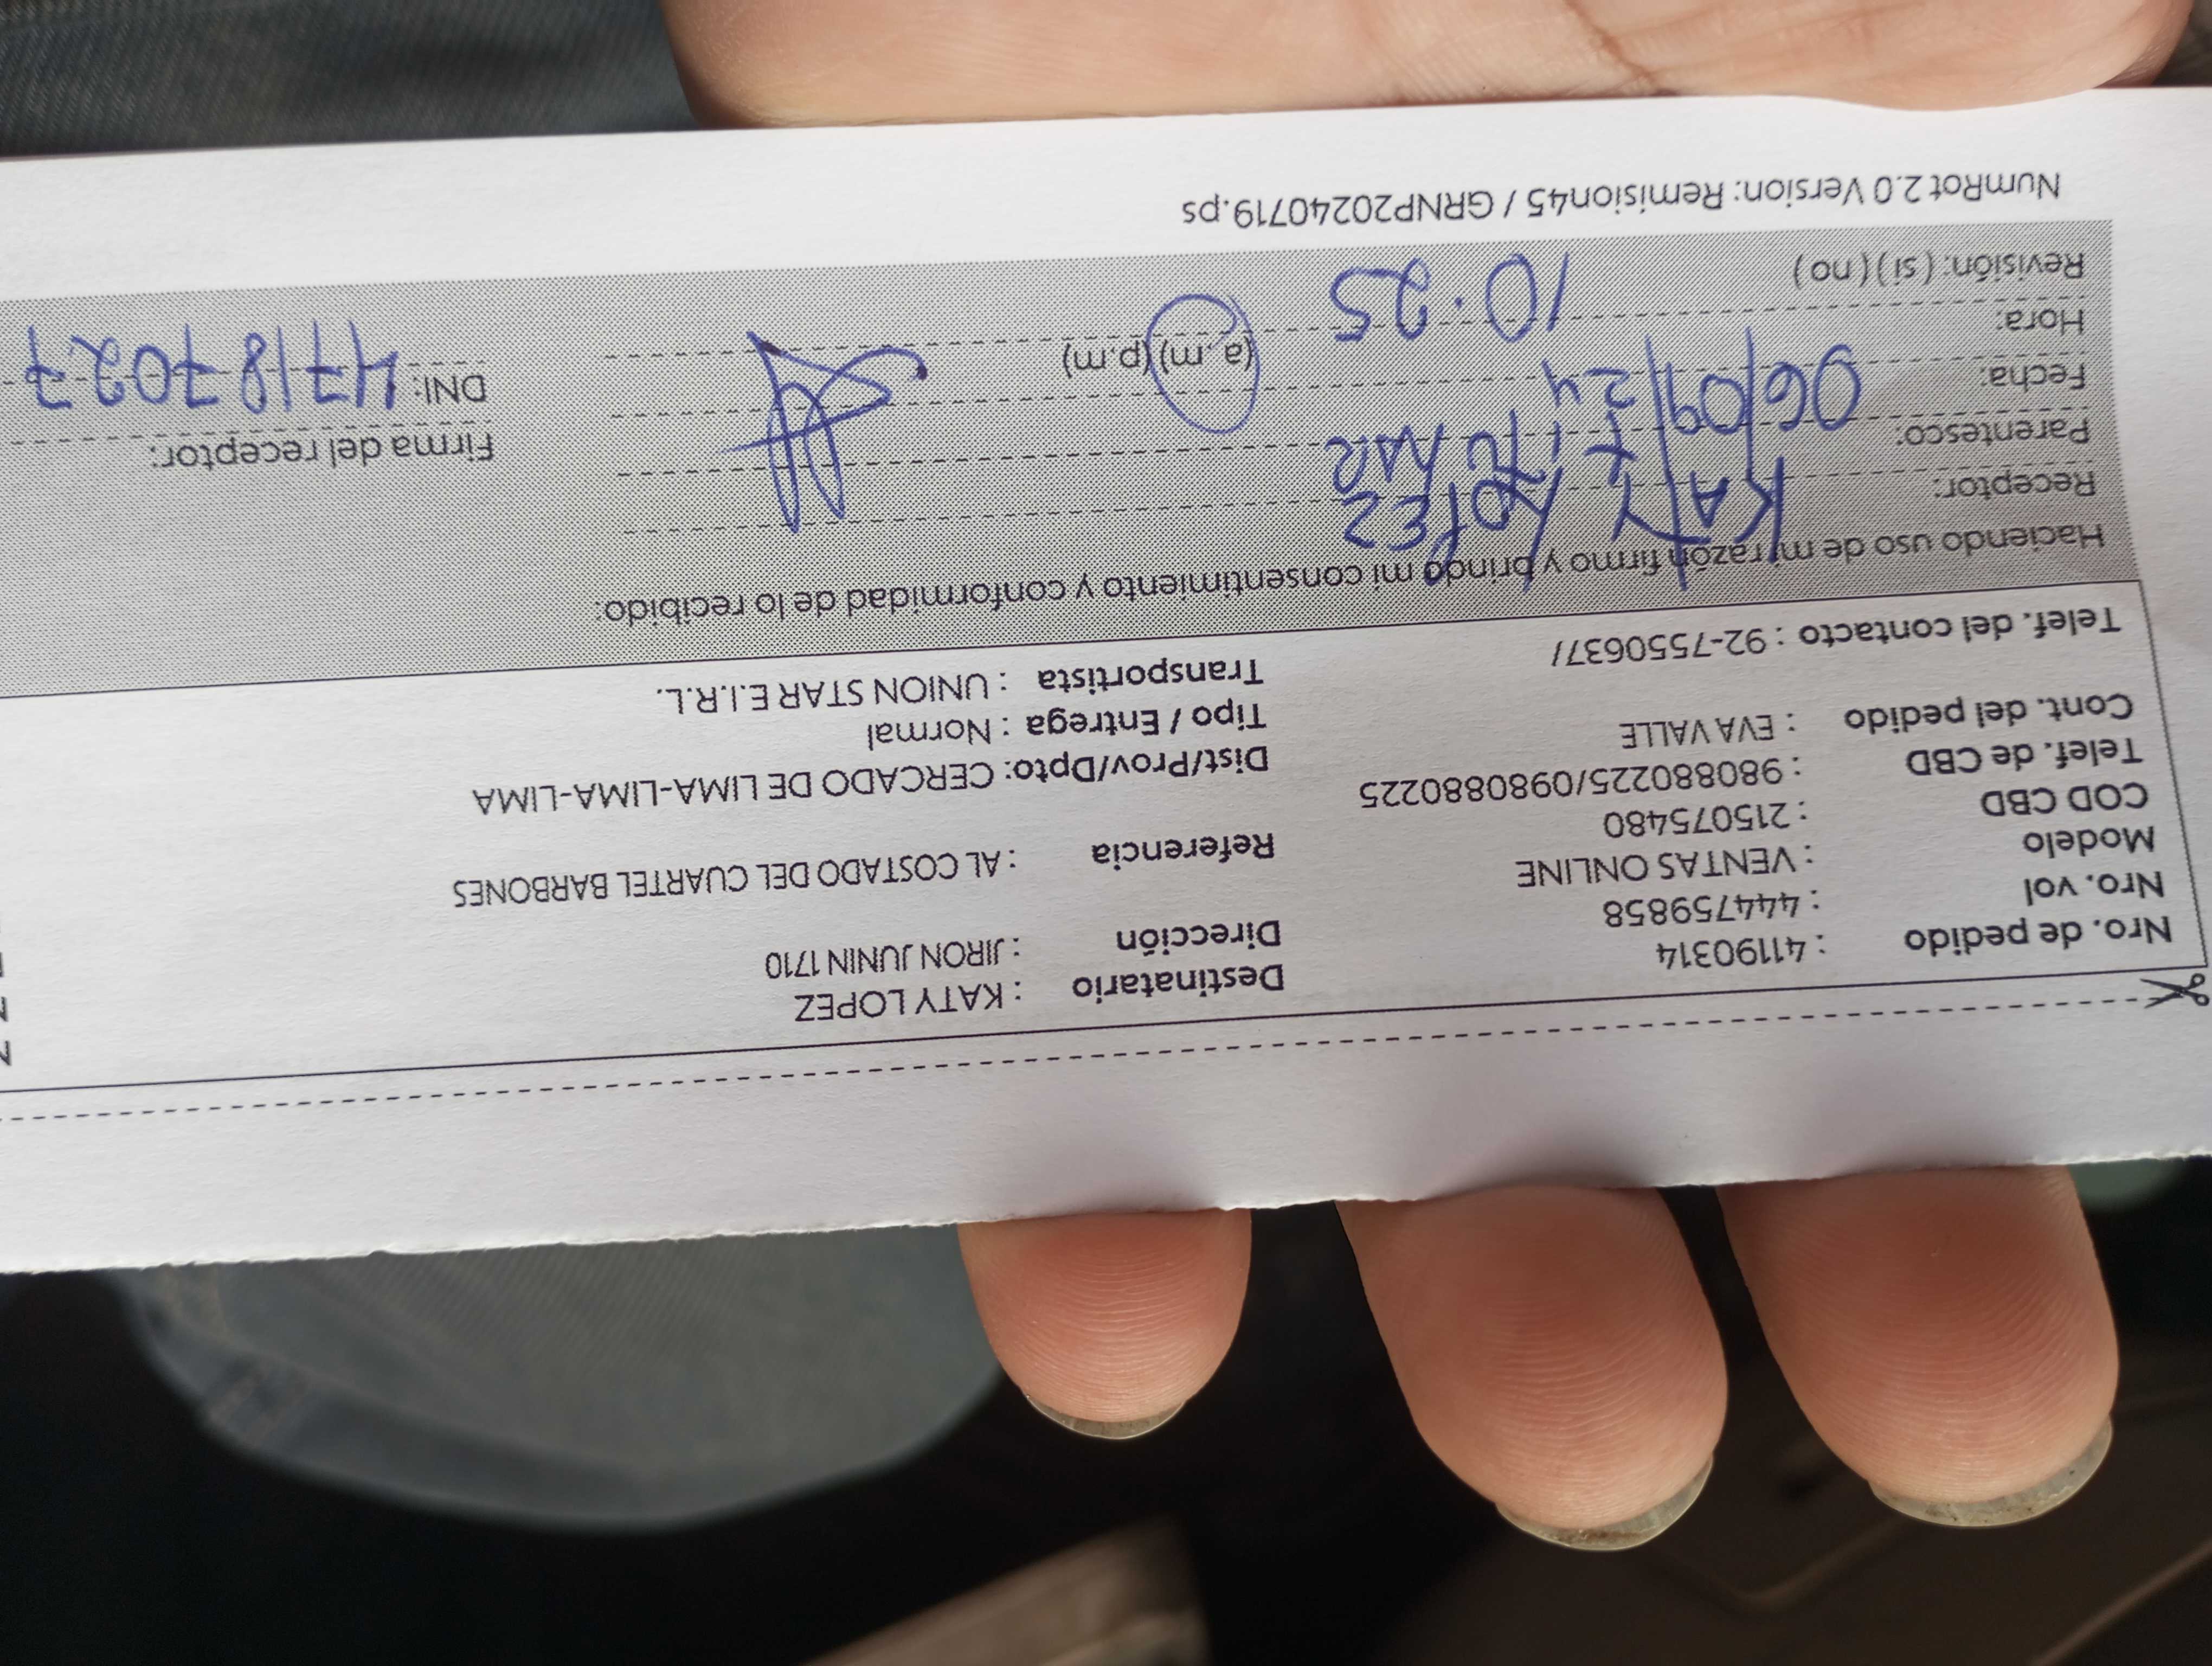 Nro. de pedido : 41190314
Nro. vol : 444759858
Modelo : VENTAS ONLINE
COD CBD : 215075480
Telef. de CBD : 980880225/0980880225
Cont. del pedido : EVA VALLE
Telef. del contacto : 92-7550637/
Destinatario : KATY LOPEZ
Dirección : JIRON JUNIN 1710
Referencia : AL COSTADO DEL CUARTEL BARBONES
Dist/Prov/Dpto: CERCADO DE LIMA-LIMA-LIMA
Tipo / Entrega : Normal
Transportista : UNION STAR E.I.R.L.
Haciendo uso de mi razón firmo y brindo mi consentimiento y conformidad de lo recibido:
Receptor: KATY LOPEZ
Parentesco: TITULAR
Fecha: 06/09/24
Hora: 10:25 (a.m) (p.m)
Revisión: ( si ) ( no )
Firma del receptor:
DNI: 47187027
NumRot 2.0 Version: Remision45 / GRNP20240719.ps